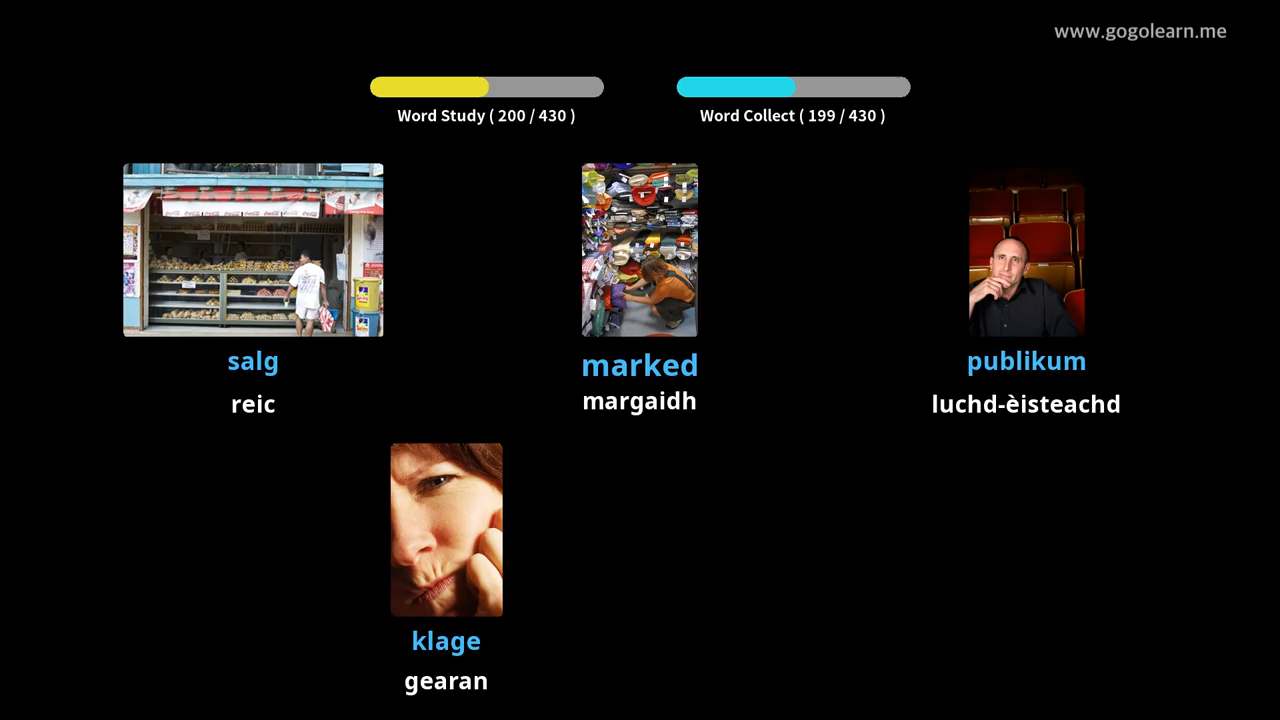 www.gogolearn.me
Word Study ( 200 / 430 )
Word Collect ( 199 / 430 )
salg
reic
marked
margaidh
publikum
luchd-èisteachd
klage
gearan